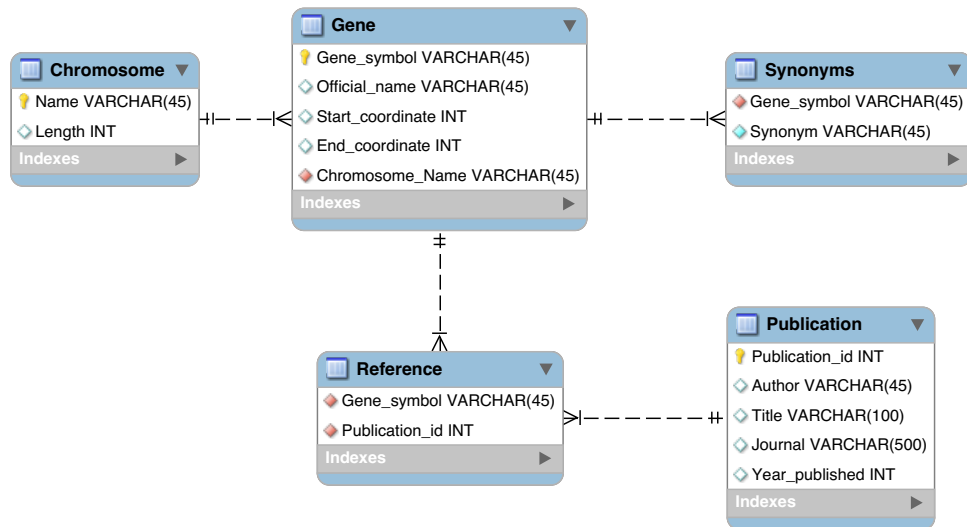 Chromosome
Name VARCHAR(45)
Length INT
Indexes
Gene
Gene_symbol VARCHAR(45)
Official_name VARCHAR(45)
Start_coordinate INT
End_coordinate INT
Chromosome_Name VARCHAR(45)
Indexes
Synonyms
Gene_symbol VARCHAR(45)
Synonym VARCHAR(45)
Indexes
Reference
Gene_symbol VARCHAR(45)
Publication_id INT
Indexes
Publication
Publication_id INT
Author VARCHAR(45)
Title VARCHAR(100)
Journal VARCHAR(500)
Year_published INT
Indexes